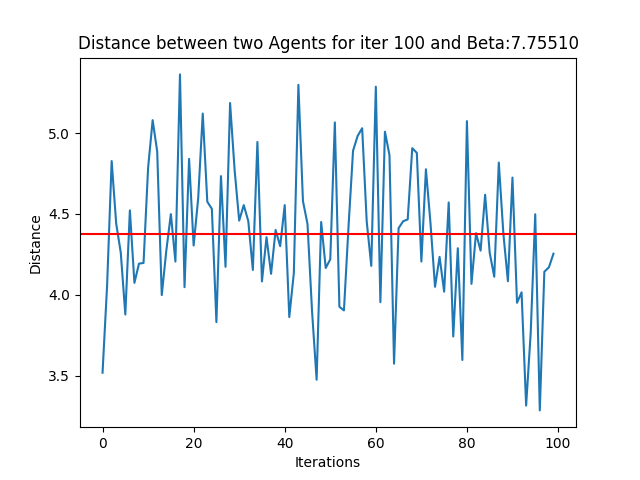 Distance between two Agents for iter 100 and Beta:7.75510
5.0
4.5
4.0
3.5
Distance
0 20 40 60 80 100
Iterations